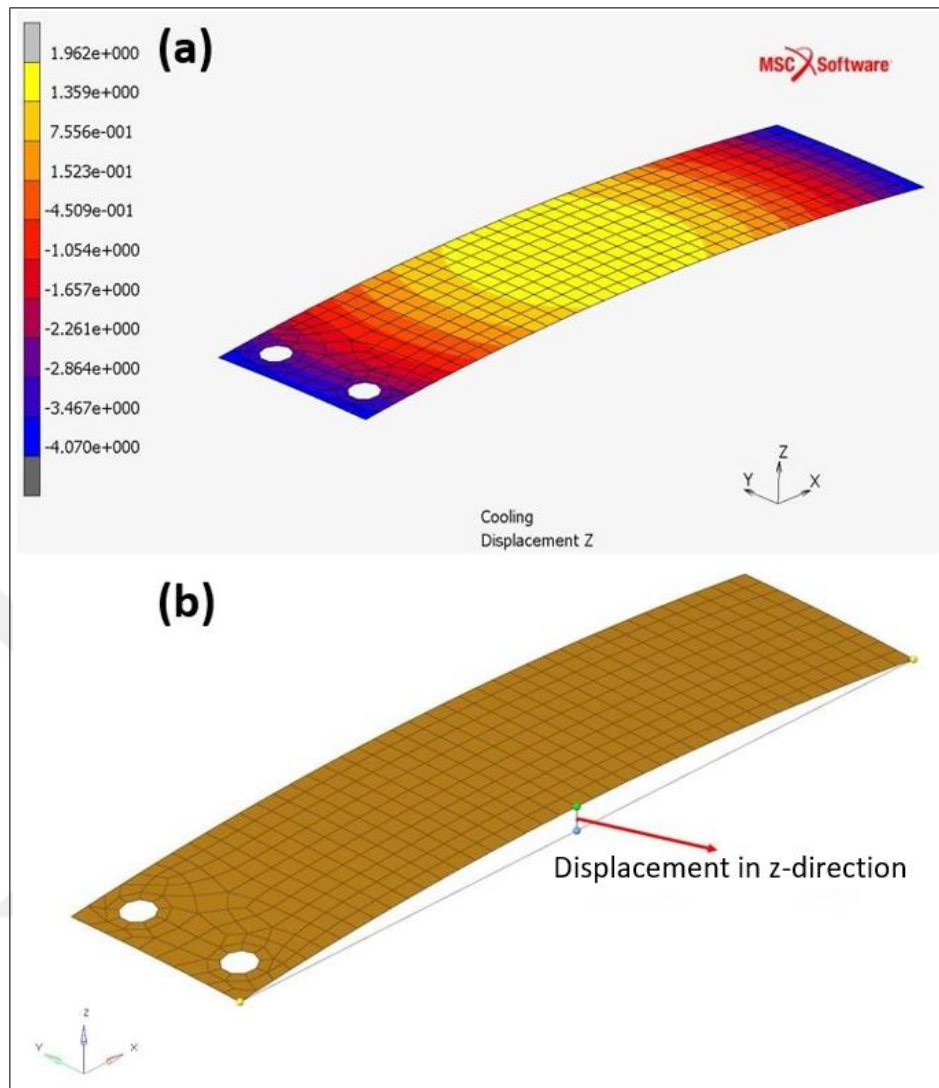 (a)
MSC Software
1.962e+000
1.359e+000
7.556e-001
1.523e-001
-4.509e-001
-1.054e+000
-1.657e+000
-2.261e+000
-2.864e+000
-3.467e+000
-4.070e+000
Z
Y
X
Cooling
Displacement Z
(b)
Displacement in z-direction
Z
Y
X